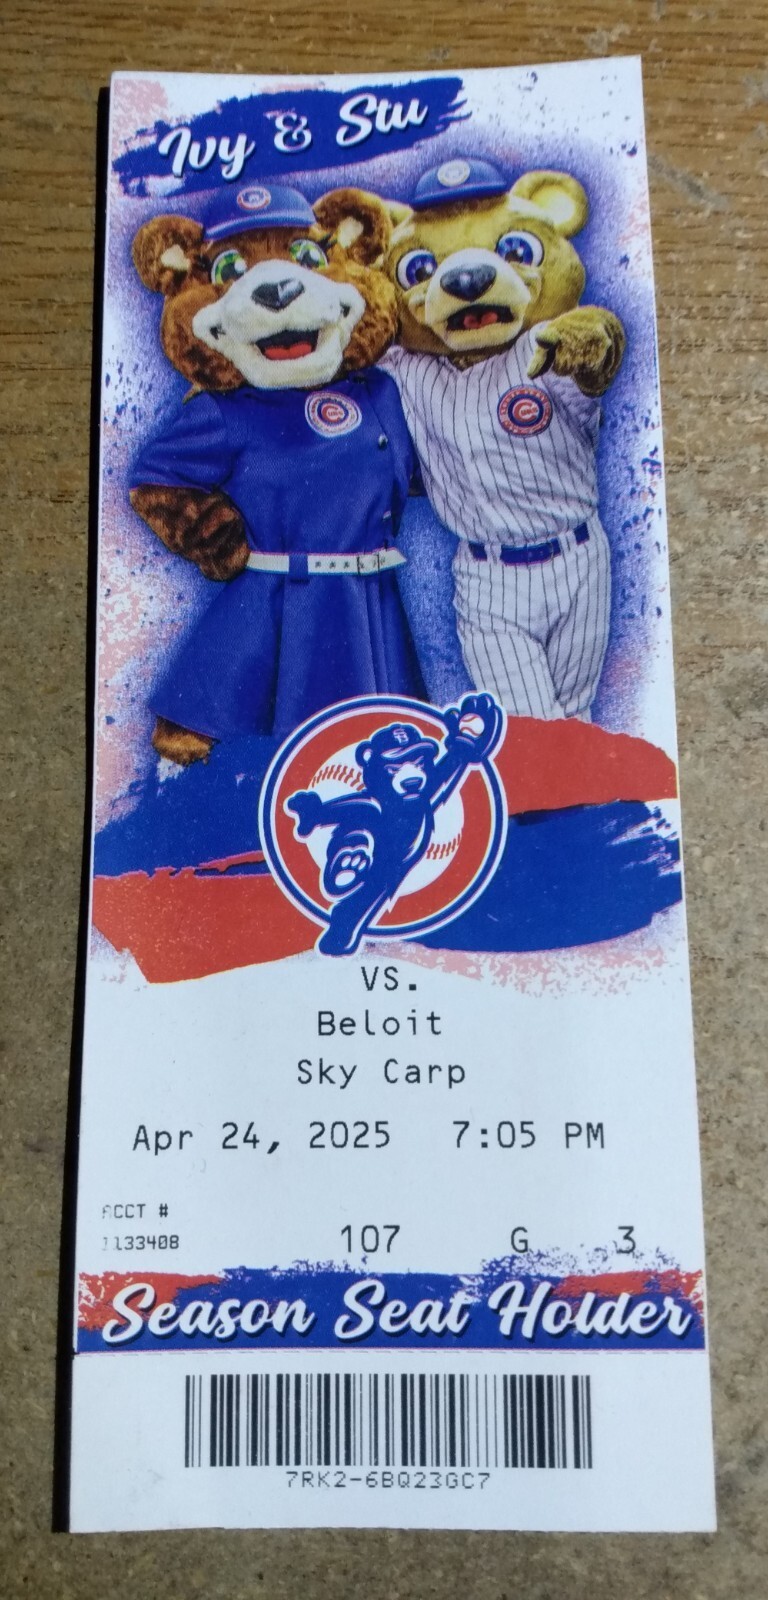 Ivy & Stu
VS.
Beloit
Sky Carp
Apr 24, 2025 7:05 PM
ACCT #
1133408 107 G 3
Season Seat Holder
7RK2-6BQ23GC7